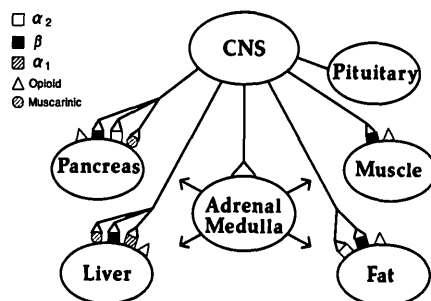 α2
β
α1
Opioid
Muscarinic
CNS
Pituitary
Pancreas
Muscle
Adrenal
Medulla
Liver
Fat